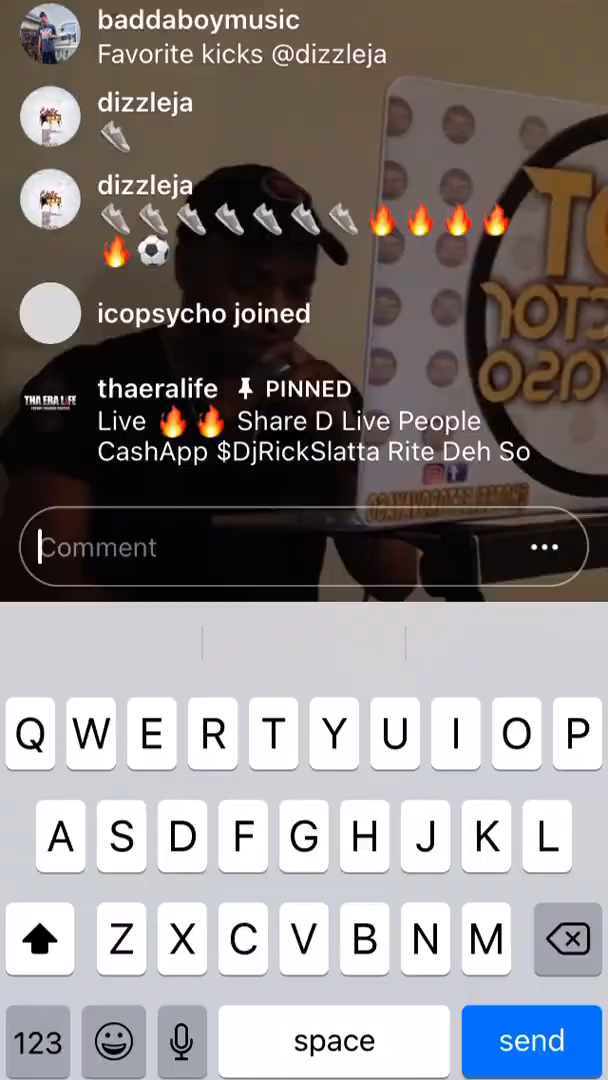 baddaboymusic
Favorite kicks @dizzleja
dizzleja
👟
dizzleja
👟👟👟👟👟👟👟🔥🔥🔥🔥
🔥⚽
icopsycho joined
THA ERA LIFE
thaeralife 📌 PINNED
Live 🔥🔥 Share D Live People
CashApp $DjRickSlatta Rite Deh So
Comment
Q W E R T Y U I O P
A S D F G H J K L
Z X C V B N M
123 space send